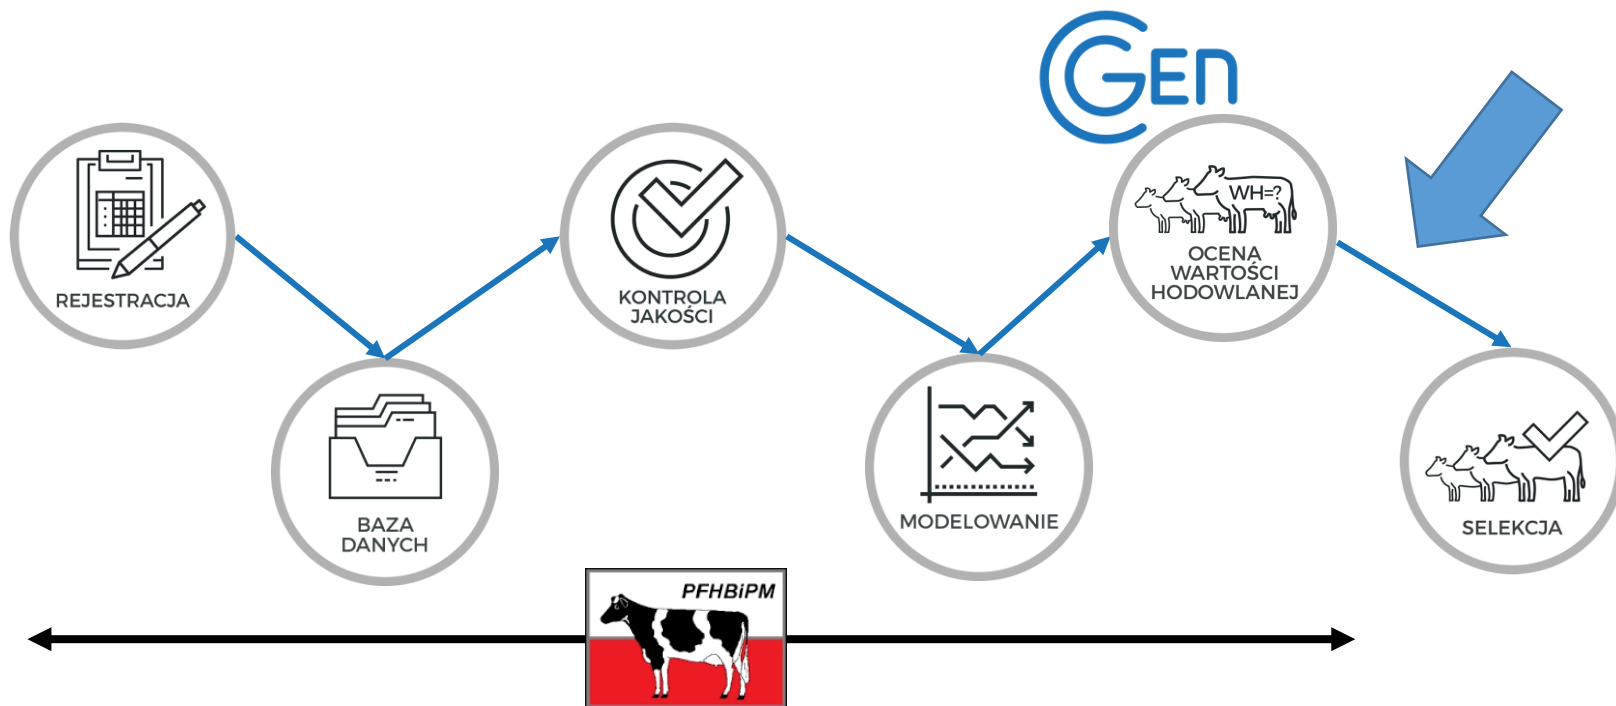 CGEn
REJESTRACJA
BAZA
DANYCH
KONTROLA
JAKOŚCI
MODELOWANIE
WH=?
OCENA
WARTOŚCI
HODOWLANEJ
SELEKCJA
PFHBiPM